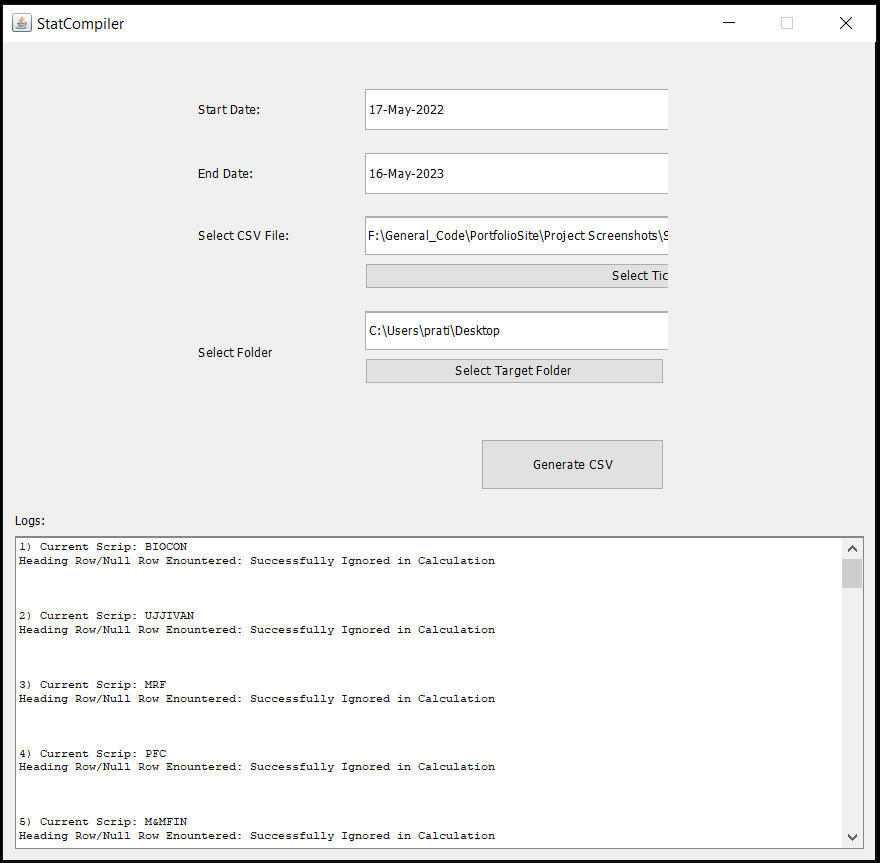 StatCompiler
Start Date:
17-May-2022
End Date:
16-May-2023
Select CSV File:
F:\General_Code\PortfolioSite\Project Screenshots\S
Select Tic
C:\Users\prati\Desktop
Select Folder
Select Target Folder
Generate CSV
Logs:
1) Current Scrip: BIOCON
Heading Row/Null Row Enountered: Successfully Ignored in Calculation
2) Current Scrip: UJJIVAN
Heading Row/Null Row Enountered: Successfully Ignored in Calculation
3) Current Scrip: MRF
Heading Row/Null Row Enountered: Successfully Ignored in Calculation
4) Current Scrip: PFC
Heading Row/Null Row Enountered: Successfully Ignored in Calculation
5) Current Scrip: M&MFIN
Heading Row/Null Row Enountered: Successfully Ignored in Calculation